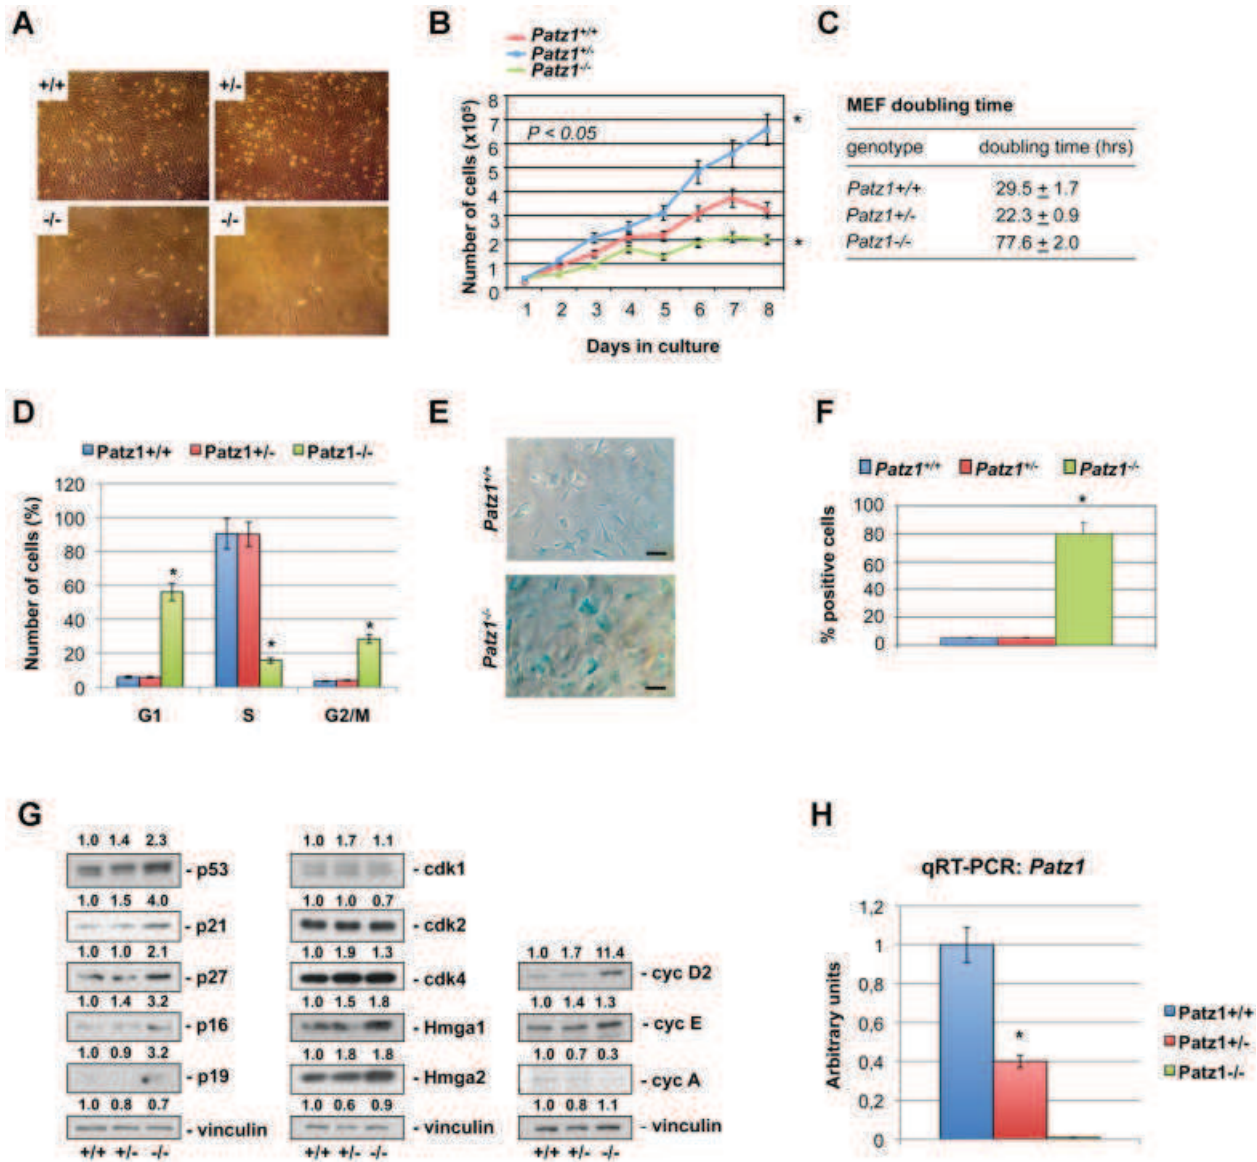 A
+/+
+/-
-/-
-/-
B
Patz1+/+
Patz1+/-
Patz1-/-
Number of cells (x10⁵)
8
7
6
5
4
3
2
1
0
P < 0.05
*
*
1 2 3 4 5 6 7 8
Days in culture
C
MEF doubling time
genotype doubling time (hrs)
Patz1+/+ 29.5 ± 1.7
Patz1+/- 22.3 ± 0.9
Patz1-/- 77.6 ± 2.0
D
Patz1+/+ Patz1+/- Patz1-/-
Number of cells (%)
120
100
80
60
40
20
0
*
*
*
G1 S G2/M
E
Patz1+/+
Patz1-/-
F
Patz1+/+ Patz1+/- Patz1-/-
% positive cells
100
80
60
40
20
0
*
G
1.0 1.4 2.3
- p53
1.0 1.5 4.0
- p21
1.0 1.0 2.1
- p27
1.0 1.4 3.2
- p16
1.0 0.9 3.2
- p19
1.0 0.8 0.7
- vinculin
+/+ +/- -/-
1.0 1.7 1.1
- cdk1
1.0 1.0 0.7
- cdk2
1.0 1.9 1.3
- cdk4
1.0 1.5 1.8
- Hmga1
1.0 1.8 1.8
- Hmga2
1.0 0.6 0.9
- vinculin
+/+ +/- -/-
1.0 1.7 11.4
- cyc D2
1.0 1.4 1.3
- cyc E
1.0 0.7 0.3
- cyc A
1.0 0.8 1.1
- vinculin
+/+ +/- -/-
H
qRT-PCR: Patz1
Arbitrary units
1,2
1
0,8
0,6
0,4
0,2
0
*
Patz1+/+
Patz1+/-
Patz1-/-